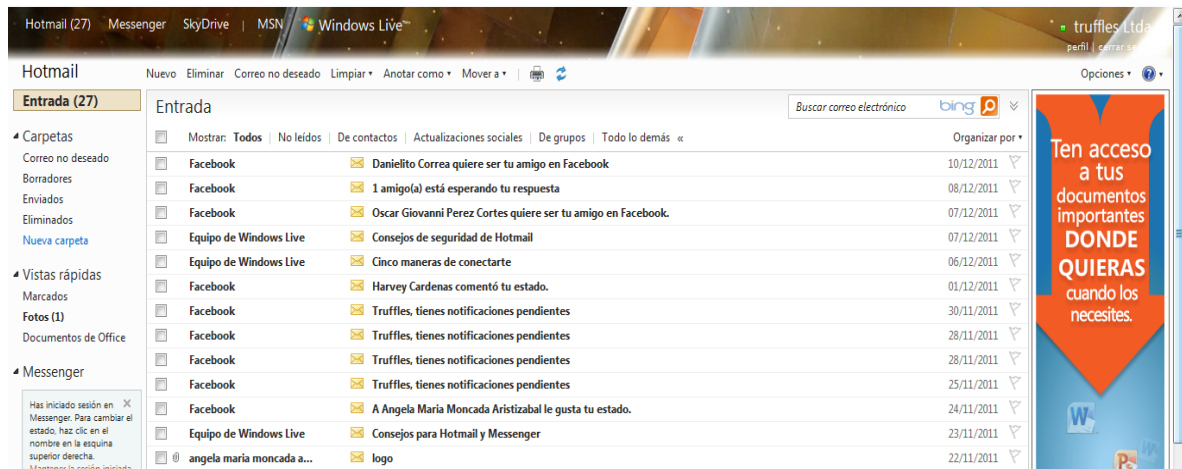 Hotmail (27) Messenger SkyDrive | MSN Windows Live™
truffles Ltda
perfil | cerrar
Hotmail
Nuevo Eliminar Correo no deseado Limpiar Anotar como Mover a
Opciones
Entrada (27)
Carpetas
Correo no deseado
Borradores
Enviados
Eliminados
Nueva carpeta
Vistas rápidas
Marcados
Fotos (1)
Documentos de Office
Messenger
Has iniciado sesión en
Messenger. Para cambiar el
estado, haz clic en el
nombre en la esquina
superior derecha.
Mantener la sesión iniciada
Entrada
Buscar correo electrónico bing
Mostrar: Todos | No leídos | De contactos | Actualizaciones sociales | De grupos | Todo lo demás «
Organizar por
Facebook Danielito Correa quiere ser tu amigo en Facebook 10/12/2011
Facebook 1 amigo(a) está esperando tu respuesta 08/12/2011
Facebook Oscar Giovanni Perez Cortes quiere ser tu amigo en Facebook. 07/12/2011
Equipo de Windows Live Consejos de seguridad de Hotmail 07/12/2011
Equipo de Windows Live Cinco maneras de conectarte 06/12/2011
Facebook Harvey Cardenas comentó tu estado. 01/12/2011
Facebook Truffles, tienes notificaciones pendientes 30/11/2011
Facebook Truffles, tienes notificaciones pendientes 28/11/2011
Facebook Truffles, tienes notificaciones pendientes 28/11/2011
Facebook Truffles, tienes notificaciones pendientes 25/11/2011
Facebook A Angela Maria Moncada Aristizabal le gusta tu estado. 24/11/2011
Equipo de Windows Live Consejos para Hotmail y Messenger 23/11/2011
angela maria moncada a... logo 22/11/2011
Ten acceso
a tus
documentos
importantes
DONDE
QUIERAS
cuando los
necesites.